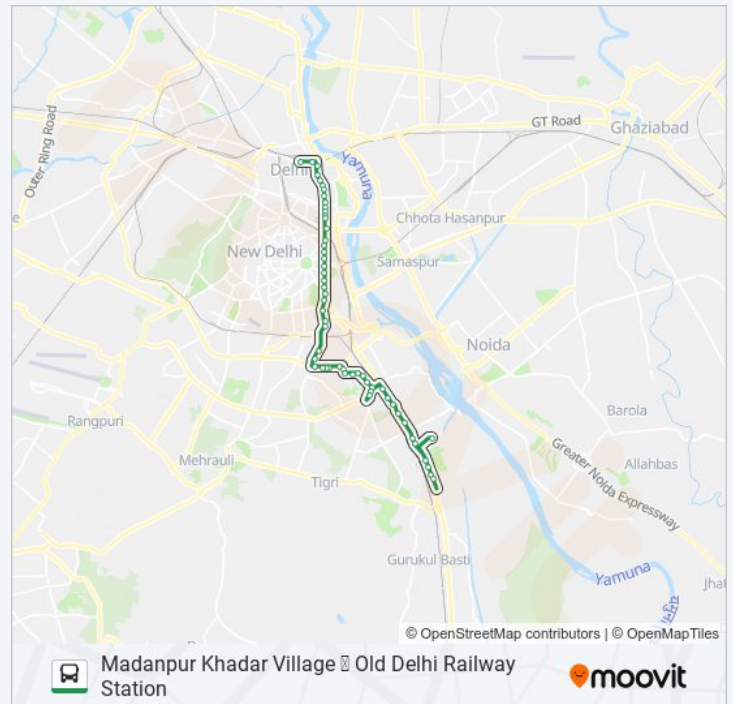 Outer Ring Road
GT Road
Ghaziabad
Delhi
Yamuna
Chhota Hasanpur
New Delhi
Samaspur
Noida
Rangpuri
Barola
Mehrauli
Allahbas
Tigri
Greater Noida Expressway
Gurukul Basti
Yamuna
© OpenStreetMap contributors | © OpenMapTiles
Madanpur Khadar Village Old Delhi Railway
Station
moovit